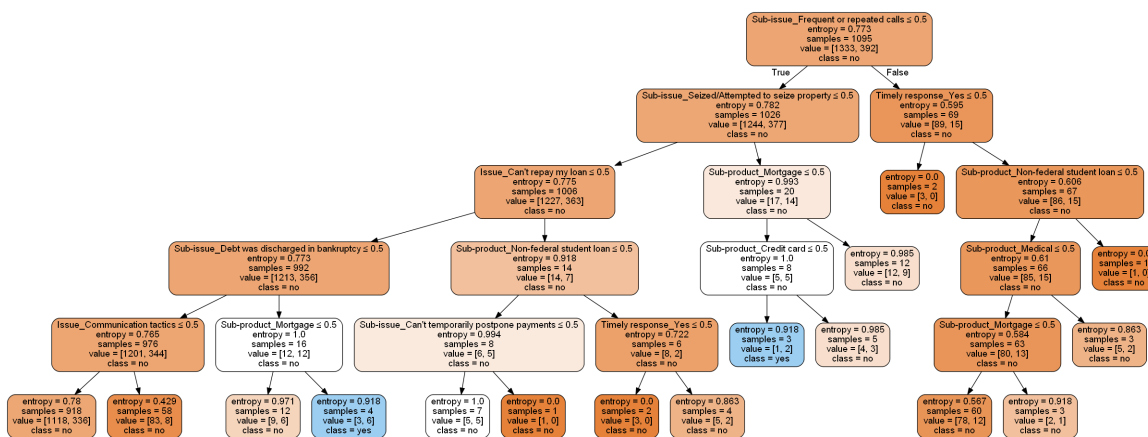 Sub-issue_Frequent or repeated calls ≤ 0.5
entropy = 0.773
samples = 1095
value = [1333, 392]
class = no
True
False
Sub-issue_Seized/Attempted to seize property ≤ 0.5
entropy = 0.782
samples = 1026
value = [1244, 377]
class = no
Timely response_Yes ≤ 0.5
entropy = 0.595
samples = 69
value = [89, 15]
class = no
Issue_Can't repay my loan ≤ 0.5
entropy = 0.775
samples = 1006
value = [1227, 363]
class = no
Sub-product_Mortgage ≤ 0.5
entropy = 0.993
samples = 20
value = [17, 14]
class = no
entropy = 0.0
samples = 2
value = [3, 0]
class = no
Sub-product_Non-federal student loan ≤ 0.5
entropy = 0.606
samples = 67
value = [86, 15]
class = no
Sub-issue_Debt was discharged in bankruptcy ≤ 0.5
entropy = 0.773
samples = 992
value = [1213, 356]
class = no
Sub-product_Non-federal student loan ≤ 0.5
entropy = 0.918
samples = 14
value = [14, 7]
class = no
Sub-product_Credit card ≤ 0.5
entropy = 1.0
samples = 8
value = [5, 5]
class = no
entropy = 0.985
samples = 12
value = [12, 9]
class = no
Sub-product_Medical ≤ 0.5
entropy = 0.61
samples = 66
value = [85, 15]
class = no
entropy = 0.0
samples = 1
value = [1, 0]
class = no
Issue_Communication tactics ≤ 0.5
entropy = 0.765
samples = 976
value = [1201, 344]
class = no
Sub-product_Mortgage ≤ 0.5
entropy = 1.0
samples = 16
value = [12, 12]
class = no
Sub-issue_Can't temporarily postpone payments ≤ 0.5
entropy = 0.994
samples = 8
value = [6, 5]
class = no
Timely response_Yes ≤ 0.5
entropy = 0.722
samples = 6
value = [8, 2]
class = no
entropy = 0.918
samples = 3
value = [1, 2]
class = yes
entropy = 0.985
samples = 5
value = [4, 3]
class = no
Sub-product_Mortgage ≤ 0.5
entropy = 0.584
samples = 63
value = [80, 13]
class = no
entropy = 0.863
samples = 3
value = [5, 2]
class = no
entropy = 0.78
samples = 918
value = [1118, 336]
class = no
entropy = 0.429
samples = 58
value = [83, 8]
class = no
entropy = 0.971
samples = 12
value = [9, 6]
class = no
entropy = 0.918
samples = 4
value = [3, 6]
class = yes
entropy = 1.0
samples = 7
value = [5, 5]
class = no
entropy = 0.0
samples = 1
value = [1, 0]
class = no
entropy = 0.0
samples = 2
value = [3, 0]
class = no
entropy = 0.863
samples = 4
value = [5, 2]
class = no
entropy = 0.567
samples = 60
value = [78, 12]
class = no
entropy = 0.918
samples = 3
value = [2, 1]
class = no